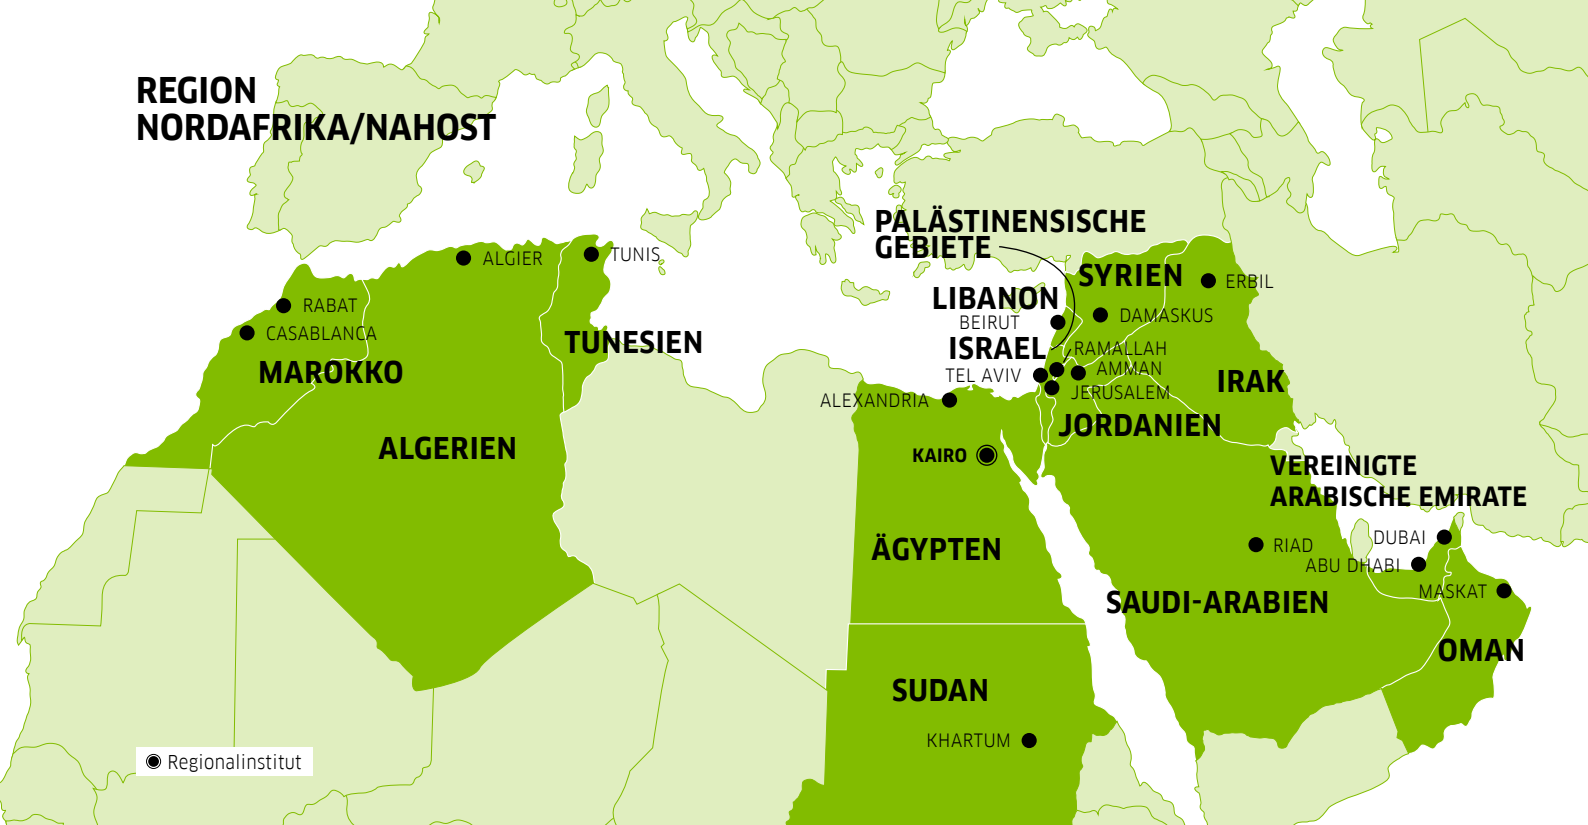 REGION
NORDAFRIKA/NAHOST
PALÄSTINENSISCHE
GEBIETE
ALGIER
TUNIS
SYRIEN
ERBIL
LIBANON
RABAT
BEIRUT
DAMASKUS
CASABLANCA
TUNESIEN
ISRAEL
RAMALLAH
MAROKKO
TEL AVIV
AMMAN
IRAK
JERUSALEM
ALEXANDRIA
JORDANIEN
ALGERIEN
KAIRO
VEREINIGTE
ARABISCHE EMIRATE
ÄGYPTEN
RIAD
DUBAI
ABU DHABI
MASKAT
SAUDI-ARABIEN
OMAN
SUDAN
KHARTUM
Regionalinstitut